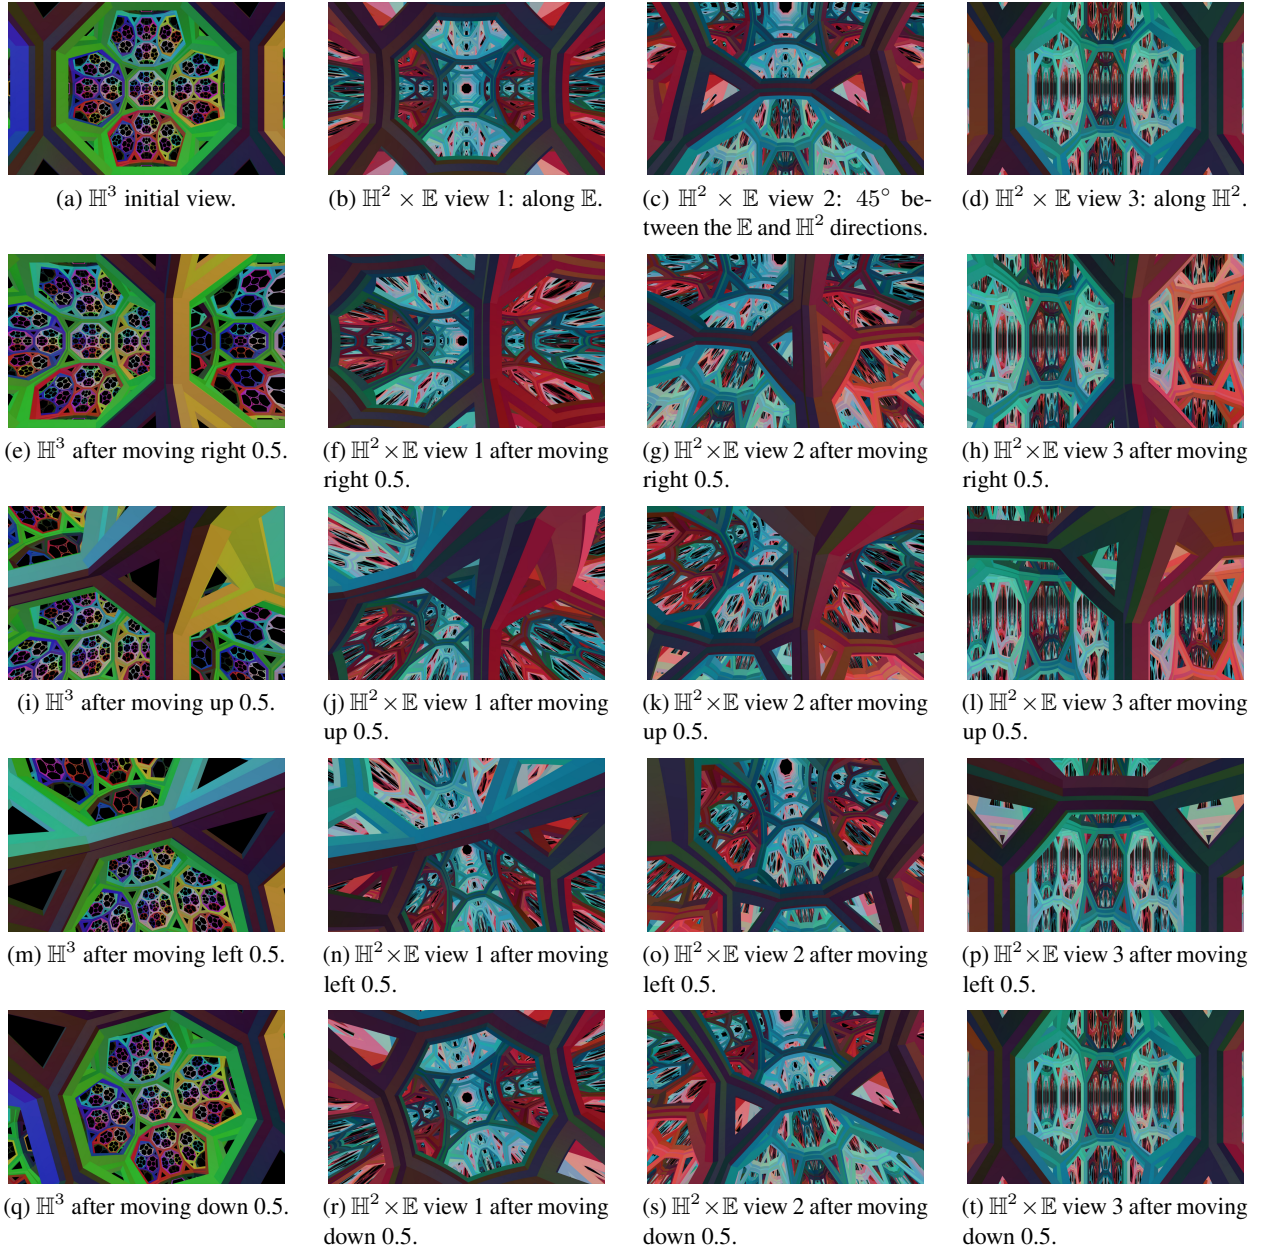 (a) ℍ³ initial view.
(b) ℍ² × 𝔼 view 1: along 𝔼.
(c) ℍ² × 𝔼 view 2: 45° be-
tween the 𝔼 and ℍ² directions.
(d) ℍ² × 𝔼 view 3: along ℍ².
(e) ℍ³ after moving right 0.5.
(f) ℍ²×𝔼 view 1 after moving
right 0.5.
(g) ℍ²×𝔼 view 2 after moving
right 0.5.
(h) ℍ²×𝔼 view 3 after moving
right 0.5.
(i) ℍ³ after moving up 0.5.
(j) ℍ²×𝔼 view 1 after moving
up 0.5.
(k) ℍ²×𝔼 view 2 after moving
up 0.5.
(l) ℍ²×𝔼 view 3 after moving
up 0.5.
(m) ℍ³ after moving left 0.5.
(n) ℍ²×𝔼 view 1 after moving
left 0.5.
(o) ℍ²×𝔼 view 2 after moving
left 0.5.
(p) ℍ²×𝔼 view 3 after moving
left 0.5.
(q) ℍ³ after moving down 0.5.
(r) ℍ²×𝔼 view 1 after moving
down 0.5.
(s) ℍ²×𝔼 view 2 after moving
down 0.5.
(t) ℍ²×𝔼 view 3 after moving
down 0.5.